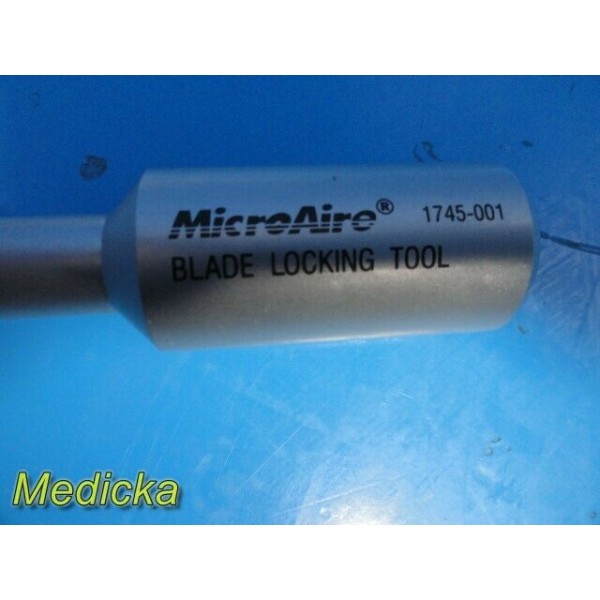 MicroAire® 1745-001
BLADE LOCKING TOOL
Medicka